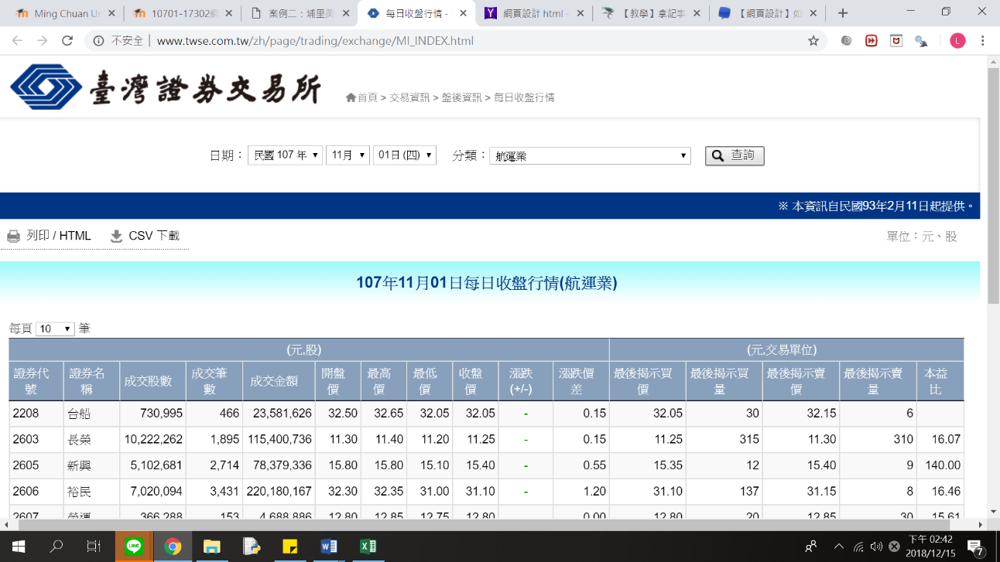 Ming Chuan Ur
10701-17302網
案例二：埔里美
每日收盤行情 -
網頁設計 html -
【教學】拿記事
【網頁設計】如
不安全 | www.twse.com.tw/zh/page/trading/exchange/MI_INDEX.html
L
臺灣證券交易所
首頁 > 交易資訊 > 盤後資訊 > 每日收盤行情
日期： 民國 107 年 11月 01日 (四) 分類： 航運業 查詢
※ 本資訊自民國93年2月11日起提供。
列印 / HTML CSV 下載 單位：元、股
107年11月01日每日收盤行情(航運業)
每頁 10 筆
(元,股) (元,交易單位)
證券代號 證券名稱 成交股數 成交筆數 成交金額 開盤價 最高價 最低價 收盤價 漲跌(+/-) 漲跌價差 最後揭示買價 最後揭示買量 最後揭示賣價 最後揭示賣量 本益比
2208 台船 730,995 466 23,581,626 32.50 32.65 32.05 32.05 - 0.15 32.05 30 32.15 6
2603 長榮 10,222,262 1,895 115,400,736 11.30 11.40 11.20 11.25 - 0.15 11.25 315 11.30 310 16.07
2605 新興 5,102,681 2,714 78,379,336 15.80 15.80 15.10 15.40 - 0.55 15.35 12 15.40 9 140.00
2606 裕民 7,020,094 3,431 220,180,167 32.30 32.35 31.00 31.10 - 1.20 31.10 137 31.15 8 16.46
2607 榮運 366,288 153 4,688,886 12.80 12.85 12.75 12.80 0.00 12.80 20 12.85 30 15.61
下午 02:42
2018/12/15
7